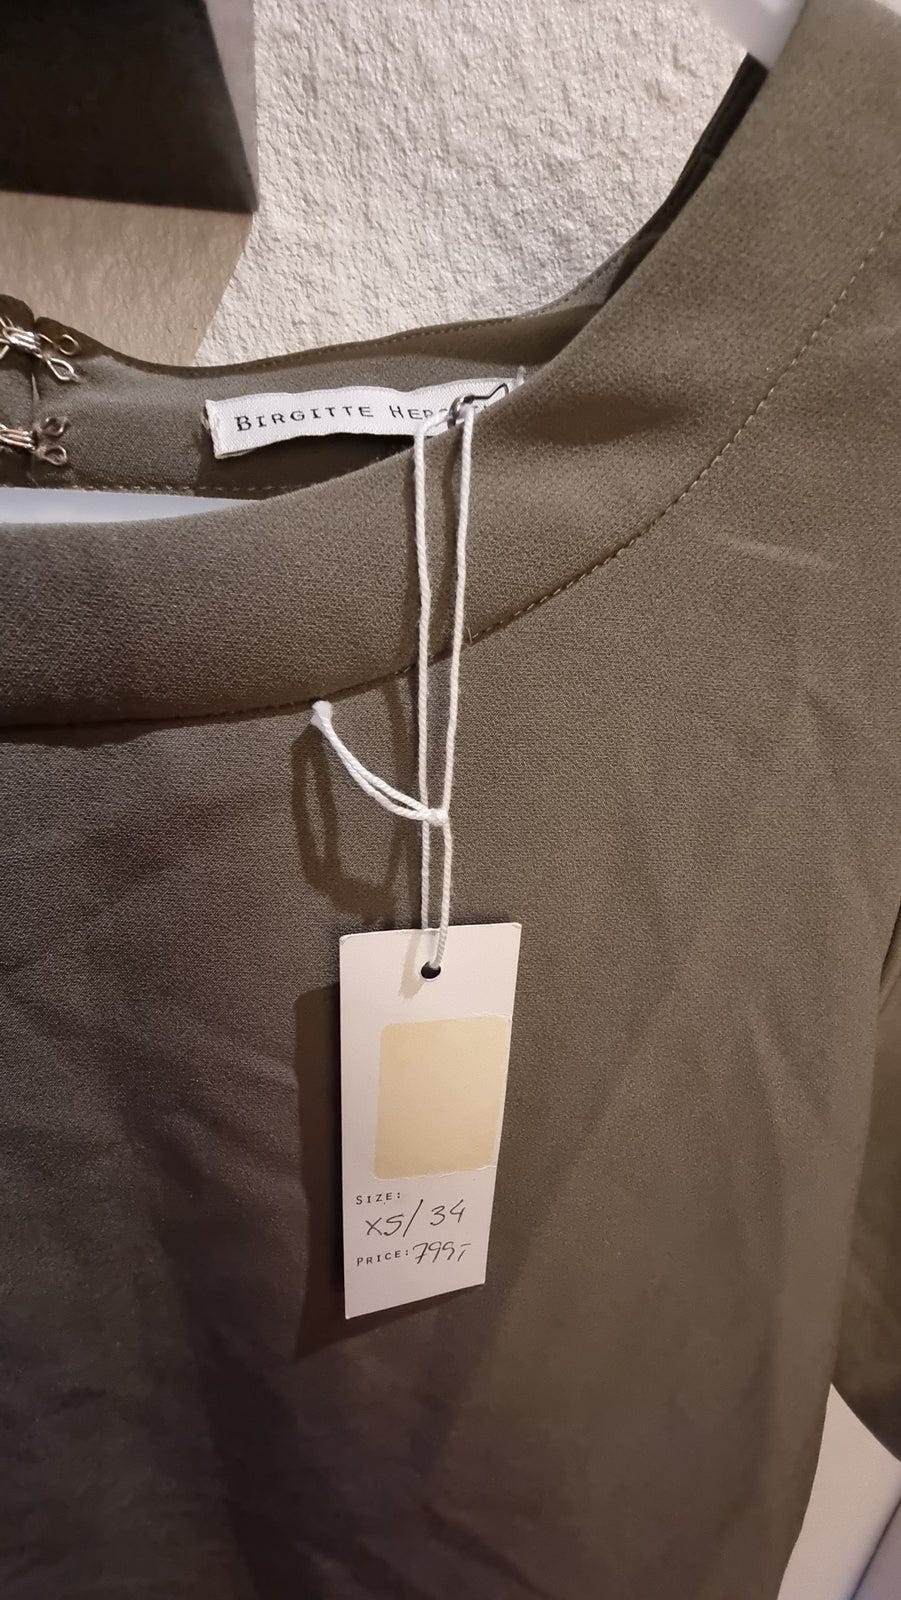 BIRGITTE
SIZE:
XS/34
PRICE: 799,-